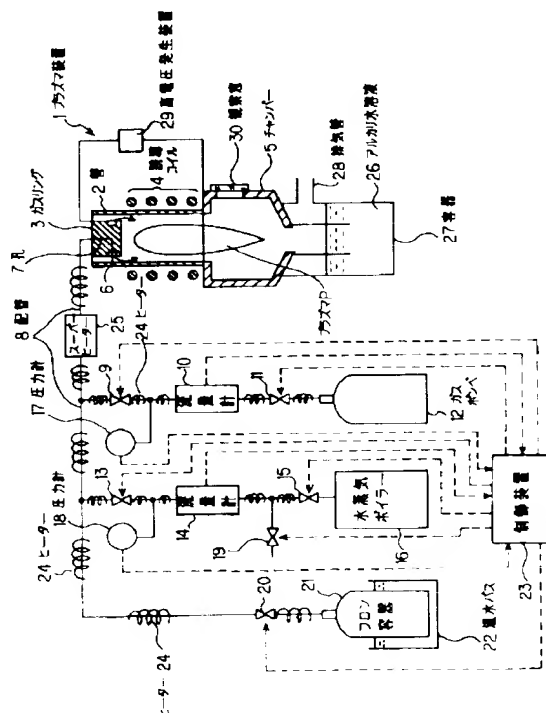 1 プラズマ装置
29 高電圧発生装置
2 管
3 ガスリング
7 孔
4 誘導
コイル
6
30 観察窓
5 チャンバー
28 排気管
26 アルカリ水溶液
27 容器
プラズマP
8 配管
スーパー
ヒーター
25
24 ヒーター
9
10
流量計
11
12 ガス
ボンベ
17 圧力計
18 圧力計
13
流量計
14
15
水蒸気
ボイラー
16
19
24 ヒーター
20
21
フロン
容器
22 温水バス
ヒーター 24
制御装置
23